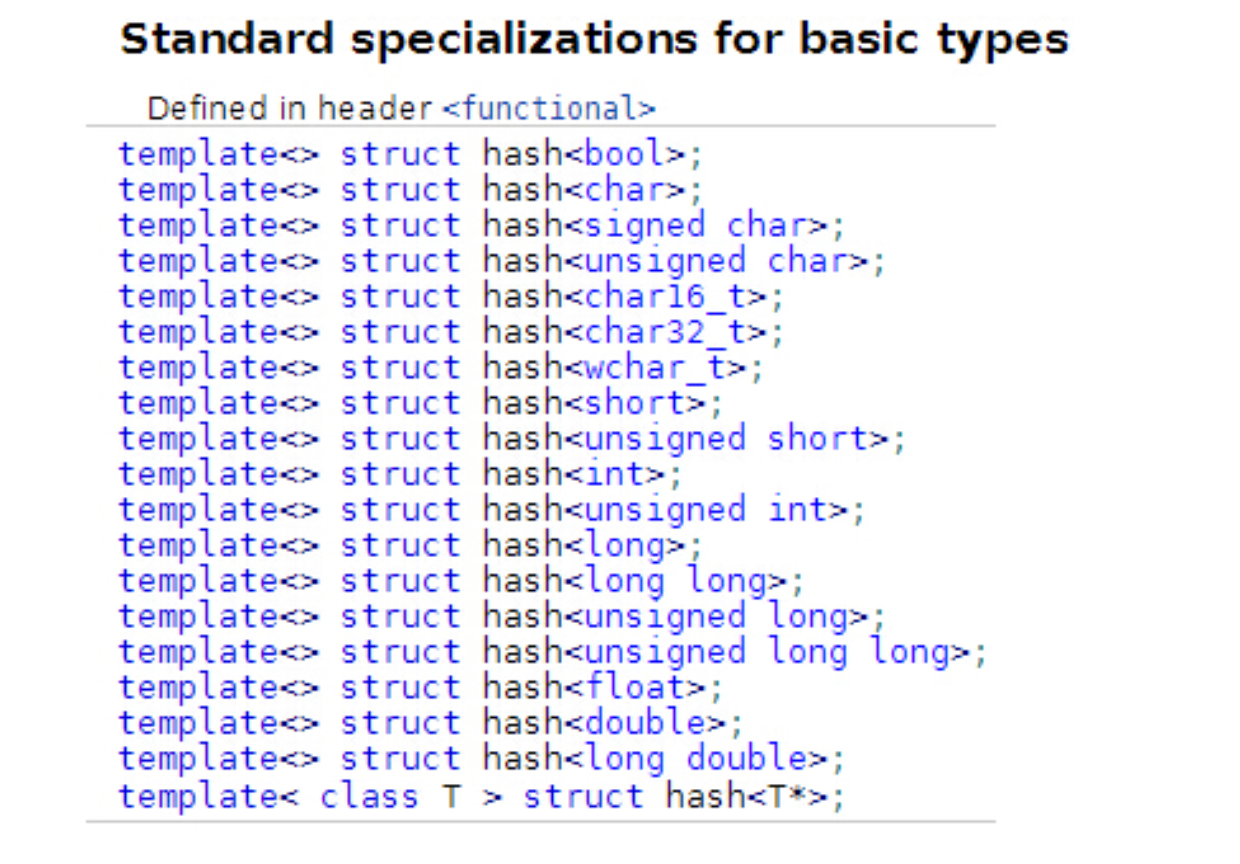 Standard specializations for basic types
Defined in header <functional>
template<> struct hash<bool>;
template<> struct hash<char>;
template<> struct hash<signed char>;
template<> struct hash<unsigned char>;
template<> struct hash<char16_t>;
template<> struct hash<char32_t>;
template<> struct hash<wchar_t>;
template<> struct hash<short>;
template<> struct hash<unsigned short>;
template<> struct hash<int>;
template<> struct hash<unsigned int>;
template<> struct hash<long>;
template<> struct hash<long long>;
template<> struct hash<unsigned long>;
template<> struct hash<unsigned long long>;
template<> struct hash<float>;
template<> struct hash<double>;
template<> struct hash<long double>;
template< class T > struct hash<T*>;